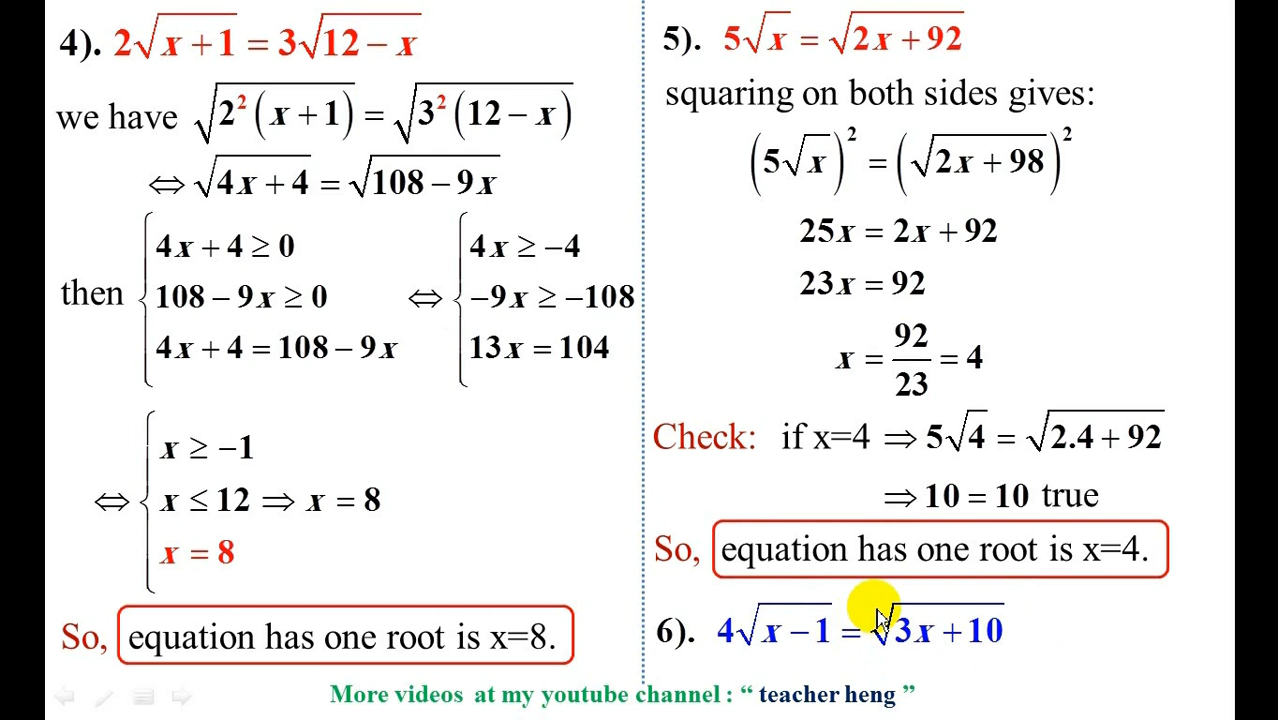 4). 2√(x+1) = 3√(12−x)
we have √(2²(x+1)) = √(3²(12−x))
⇔ √(4x+4) = √(108−9x)
then { 4x+4 ≥ 0 ⇔ { 4x ≥ −4
108−9x ≥ 0 −9x ≥ −108
4x+4 = 108−9x 13x = 104
⇔ { x ≥ −1
x ≤ 12 ⇒ x = 8
x = 8
So, equation has one root is x=8.
5). 5√x = √(2x+92)
squaring on both sides gives:
(5√x)² = (√(2x+98))²
25x = 2x+92
23x = 92
x = 92/23 = 4
Check: if x=4 ⇒ 5√4 = √(2.4+92)
⇒ 10 = 10 true
So, equation has one root is x=4.
6). 4√(x−1) = √(3x+10)
More videos at my youtube channel : “ teacher heng ”